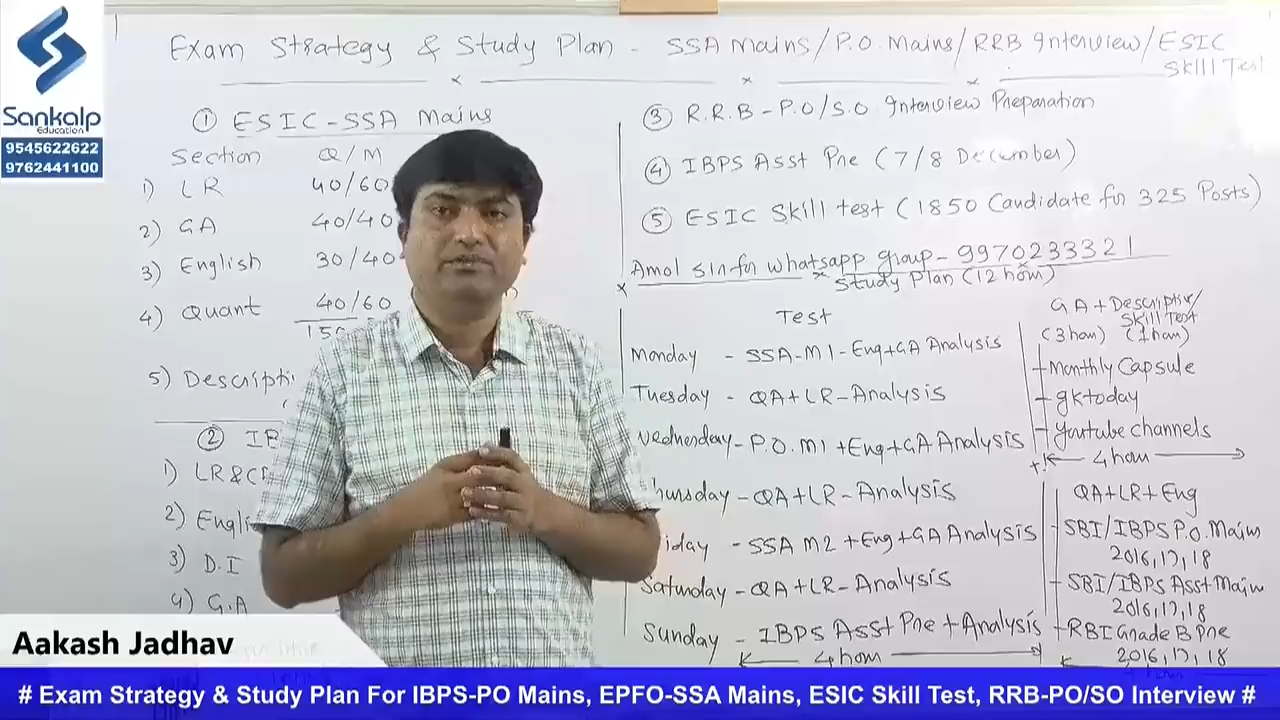 Sankalp
Education
9545622622
9762441100
Exam Strategy & Study Plan - SSA Mains/P.O. Mains/RRB Interview/ESIC
Skill Test
① ESIC-SSA Mains
Section Q/M
1) LR 40/60
2) GA 40/40
3) English 30/40
4) Quant 40/60
150
5) Descripti
② IB
1) LR &
2) Engli
3) D.I
4) G.A
③ R.R.B - P.O/S.O. Interview Preparation
④ IBPS Asst Pre (7/8 December)
⑤ ESIC Skill test (1850 Candidate for 325 Posts)
Amol sir for whatsapp group - 9970233321
Study Plan (12 hour)
Test
Monday - SSA-M1-Eng+GA Analysis
Tuesday - QA+LR-Analysis
Wednesday - P.O. M1 +Eng+GA Analysis
hursday - QA+LR-Analysis
iday - SSA M2 +Eng+GA Analysis
Saturday - QA+LR-Analysis
Sunday - IBPS Asst Pre + Analysis
4 hour
GA + Descriptive/
Skill Test
(3 hour) (1 hour)
Monthly Capsule
gktoday
youtube channels
4 hour
QA+LR+Eng
SBI/IBPS P.O. Mains
2016,17,18
SBI/IBPS Asst Main
2016,17,18
RBI Grade B Pre
2016,17,18
Aakash Jadhav
# Exam Strategy & Study Plan For IBPS-PO Mains, EPFO-SSA Mains, ESIC Skill Test, RRB-PO/SO Interview #